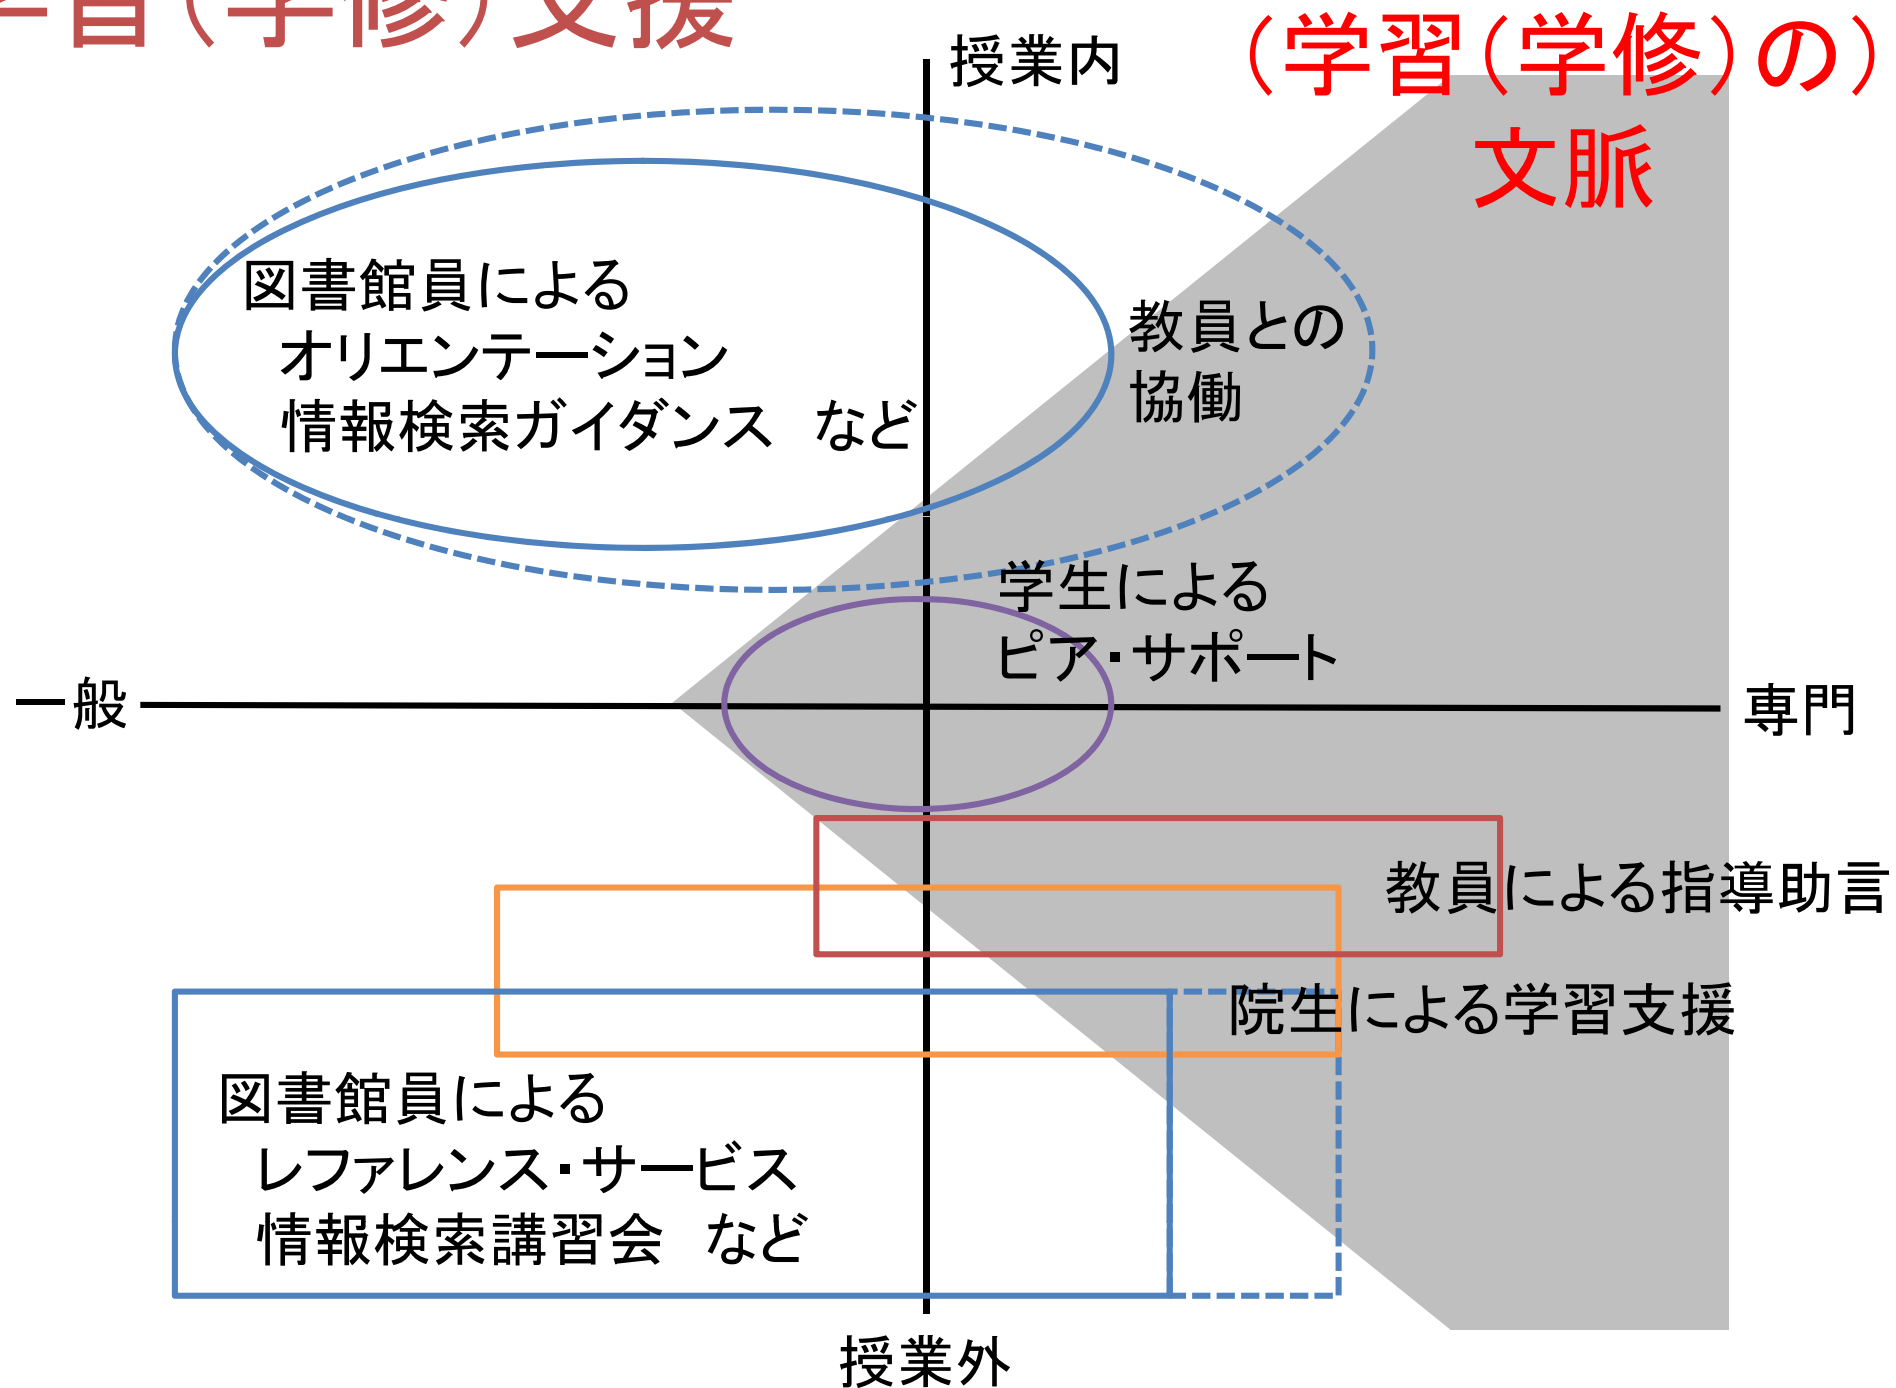 習（学修）支援
（学習（学修）の）
文脈
授業内
図書館員による
オリエンテーション
情報検索ガイダンス　など
教員との
協働
学生による
ピア・サポート
一般
専門
教員による指導助言
院生による学習支援
図書館員による
レファレンス・サービス
情報検索講習会　など
授業外